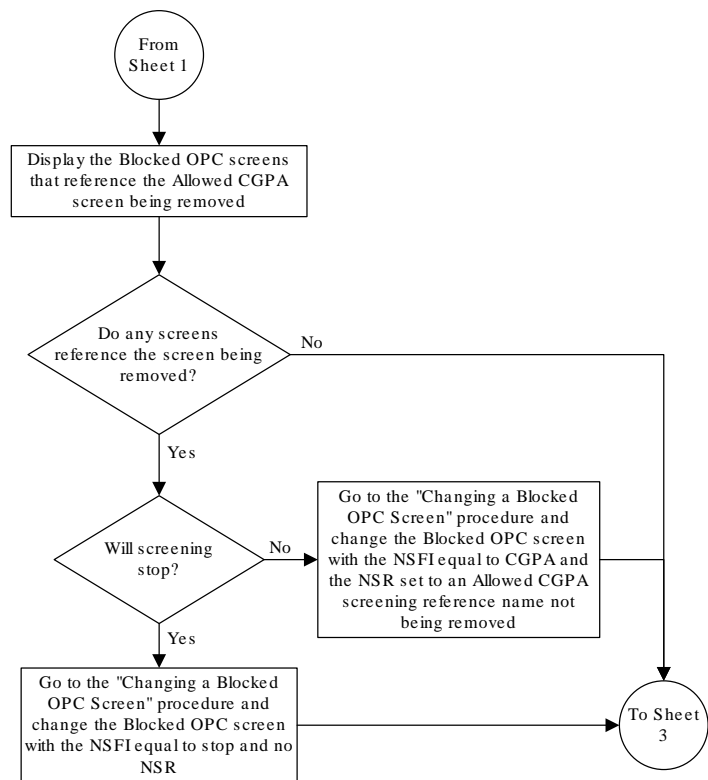 From
Sheet 1
Display the Blocked OPC screens
that reference the Allowed CGPA
screen being removed
Do any screens
reference the screen being
removed?
No
Yes
Will screening
stop?
No
Go to the "Changing a Blocked
OPC Screen" procedure and
change the Blocked OPC screen
with the NSFI equal to CGPA and
the NSR set to an Allowed CGPA
screening reference name not
being removed
Yes
Go to the "Changing a Blocked
OPC Screen" procedure and
change the Blocked OPC screen
with the NSFI equal to stop and no
NSR
To Sheet
3